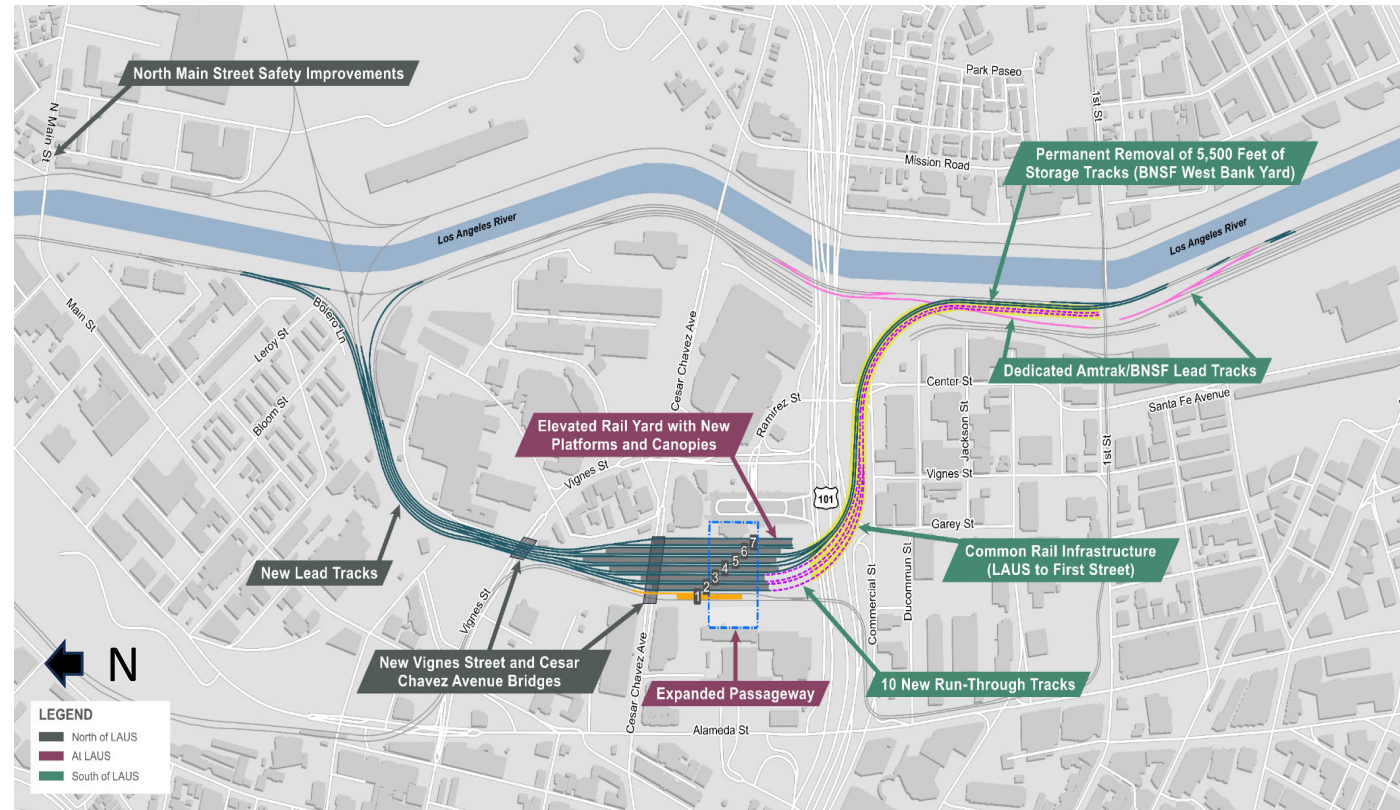 North Main Street Safety Improvements
N Main St
Park Paseo
1st St
Mission Road
Permanent Removal of 5,500 Feet of
Storage Tracks (BNSF West Bank Yard)
Los Angeles River
Los Angeles River
Main St
Leroy St
Bolero Ln
Bloom St
Cesar Chavez Ave
Dedicated Amtrak/BNSF Lead Tracks
Center St
Santa Fe Avenue
Ramirez St
Jackson St
1st St
Elevated Rail Yard with New
Platforms and Canopies
Vignes St
Vignes St
101
Garey St
New Lead Tracks
7
6
5
4
3
2
1
Common Rail Infrastructure
(LAUS to First Street)
Vignes St
Commercial St
Ducommun St
New Vignes Street and Cesar
Chavez Avenue Bridges
Cesar Chavez Ave
Expanded Passageway
10 New Run-Through Tracks
Alameda St
N
LEGEND
North of LAUS
At LAUS
South of LAUS